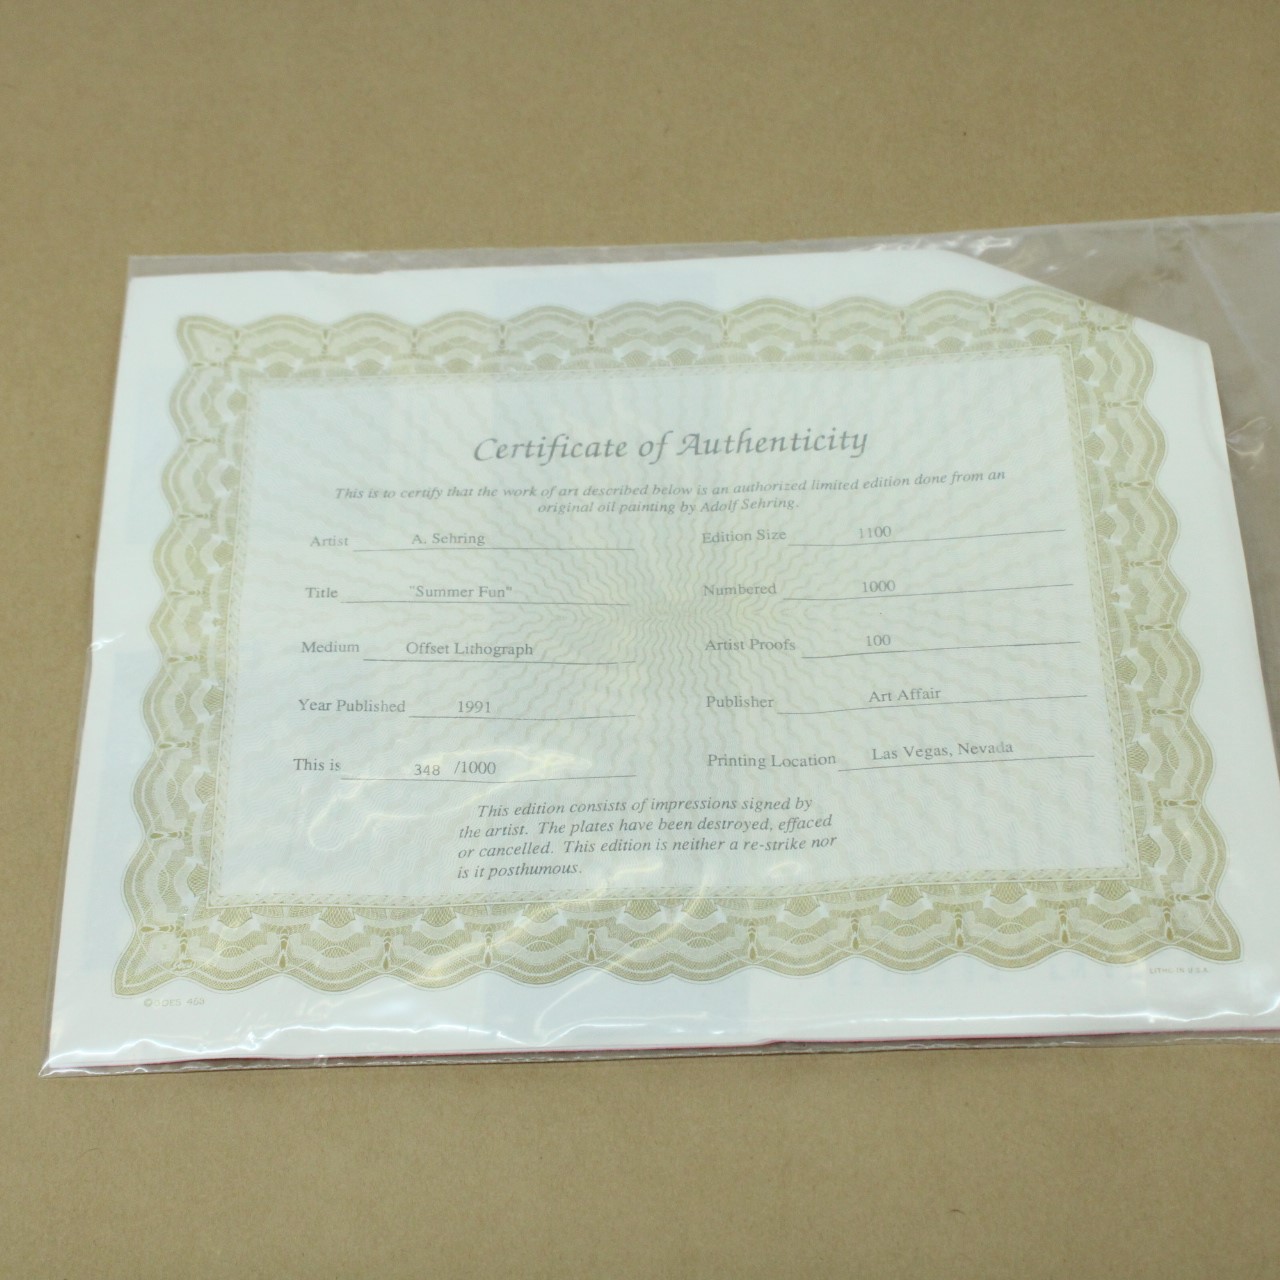 Certificate of Authenticity
This is to certify that the work of art described below is an authorized limited edition done from an
original oil painting by Adolf Sehring.
Artist A. Sehring Edition Size 1100
Title "Summer Fun" Numbered 1000
Medium Offset Lithograph Artist Proofs 100
Year Published 1991 Publisher Art Affair
This is 348 /1000 Printing Location Las Vegas, Nevada
This edition consists of impressions signed by
the artist. The plates have been destroyed, effaced
or cancelled. This edition is neither a re-strike nor
is it posthumous.
© GOES 463 LITHO. IN U.S.A.